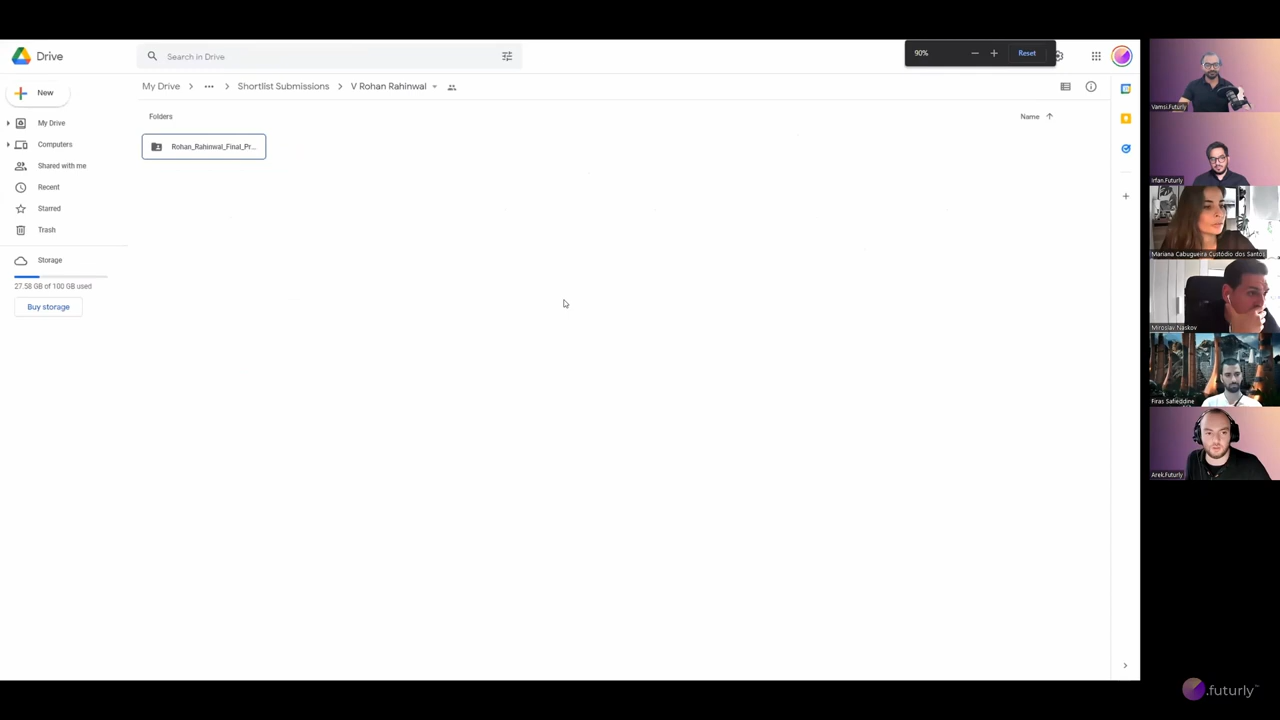 Drive
Search in Drive
90%
Reset
New
My Drive
Shortlist Submissions
V Rohan Rahinwal
Folders
Name
Rohan_Rahinwal_Final_Pr...
My Drive
Computers
Shared with me
Recent
Starred
Trash
Storage
27.58 GB of 100 GB used
Buy storage
Vamsi.Futurly
Irfan.Futurly
Mariana Cabugueira Custódio dos Santos
Miroslav Naskov
Firas Safieddine
Arek.Futurly
.futurly™